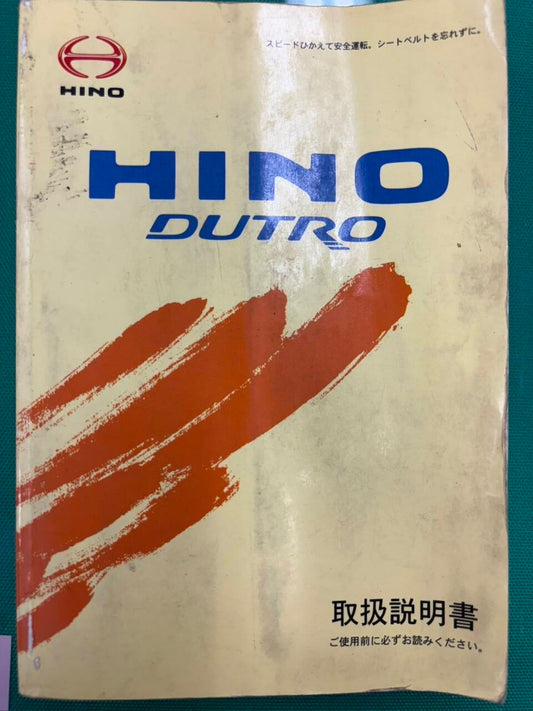 スピードひかえて安全運転。シートベルトを忘れずに。
HINO
HINO
DUTRO
取扱説明書
ご使用前に必ずお読みください。